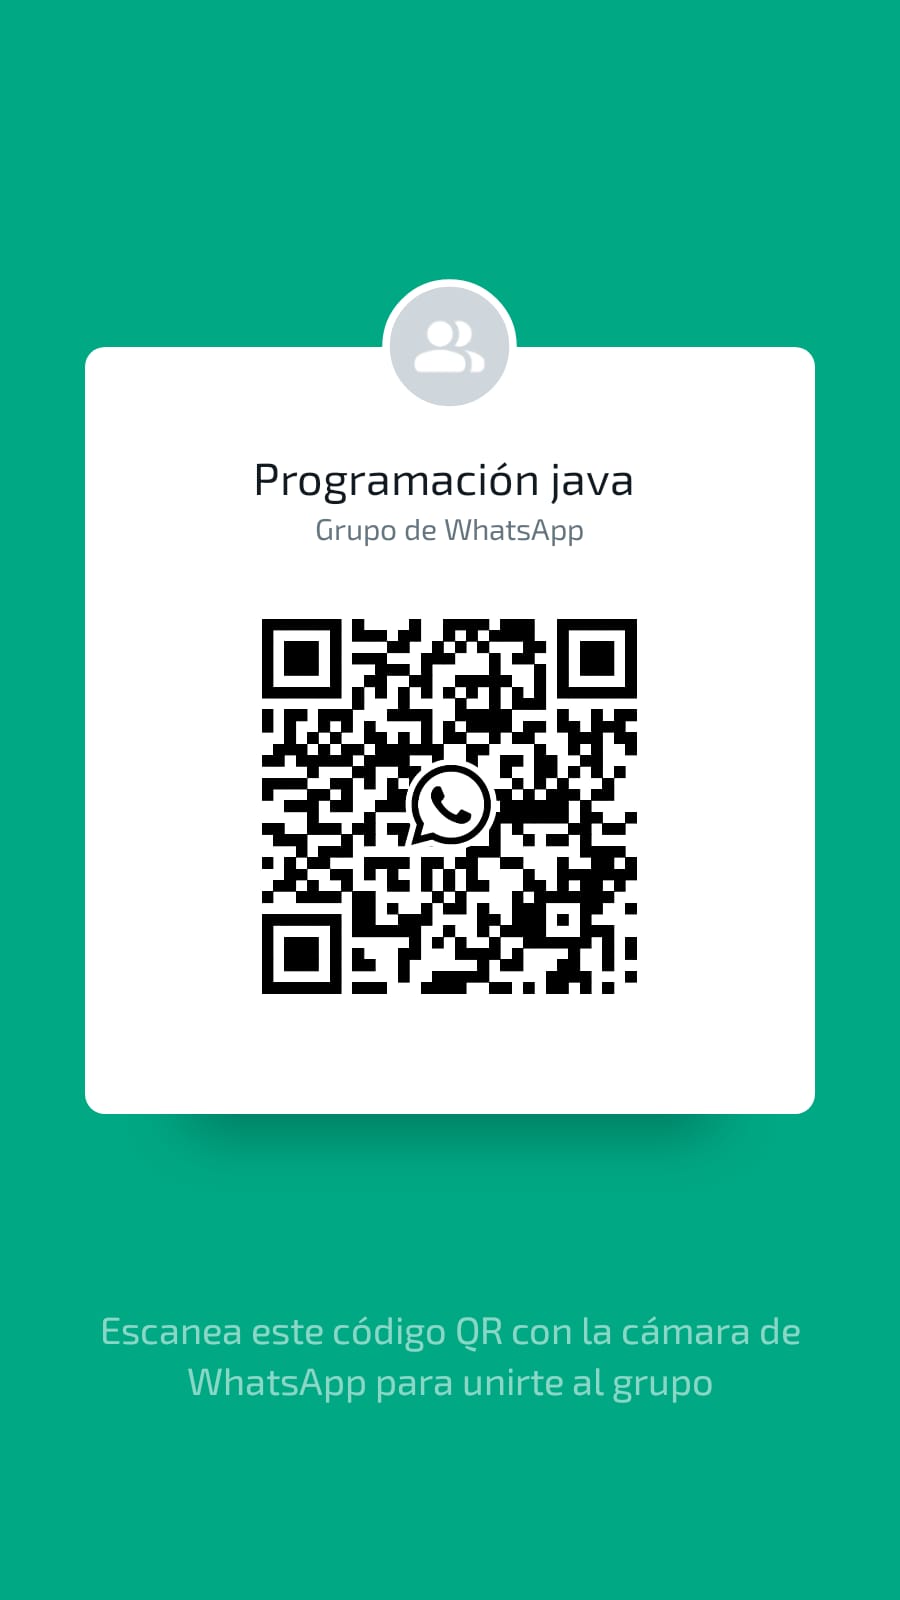 Programación java
Grupo de WhatsApp
Escanea este código QR con la cámara de
WhatsApp para unirte al grupo